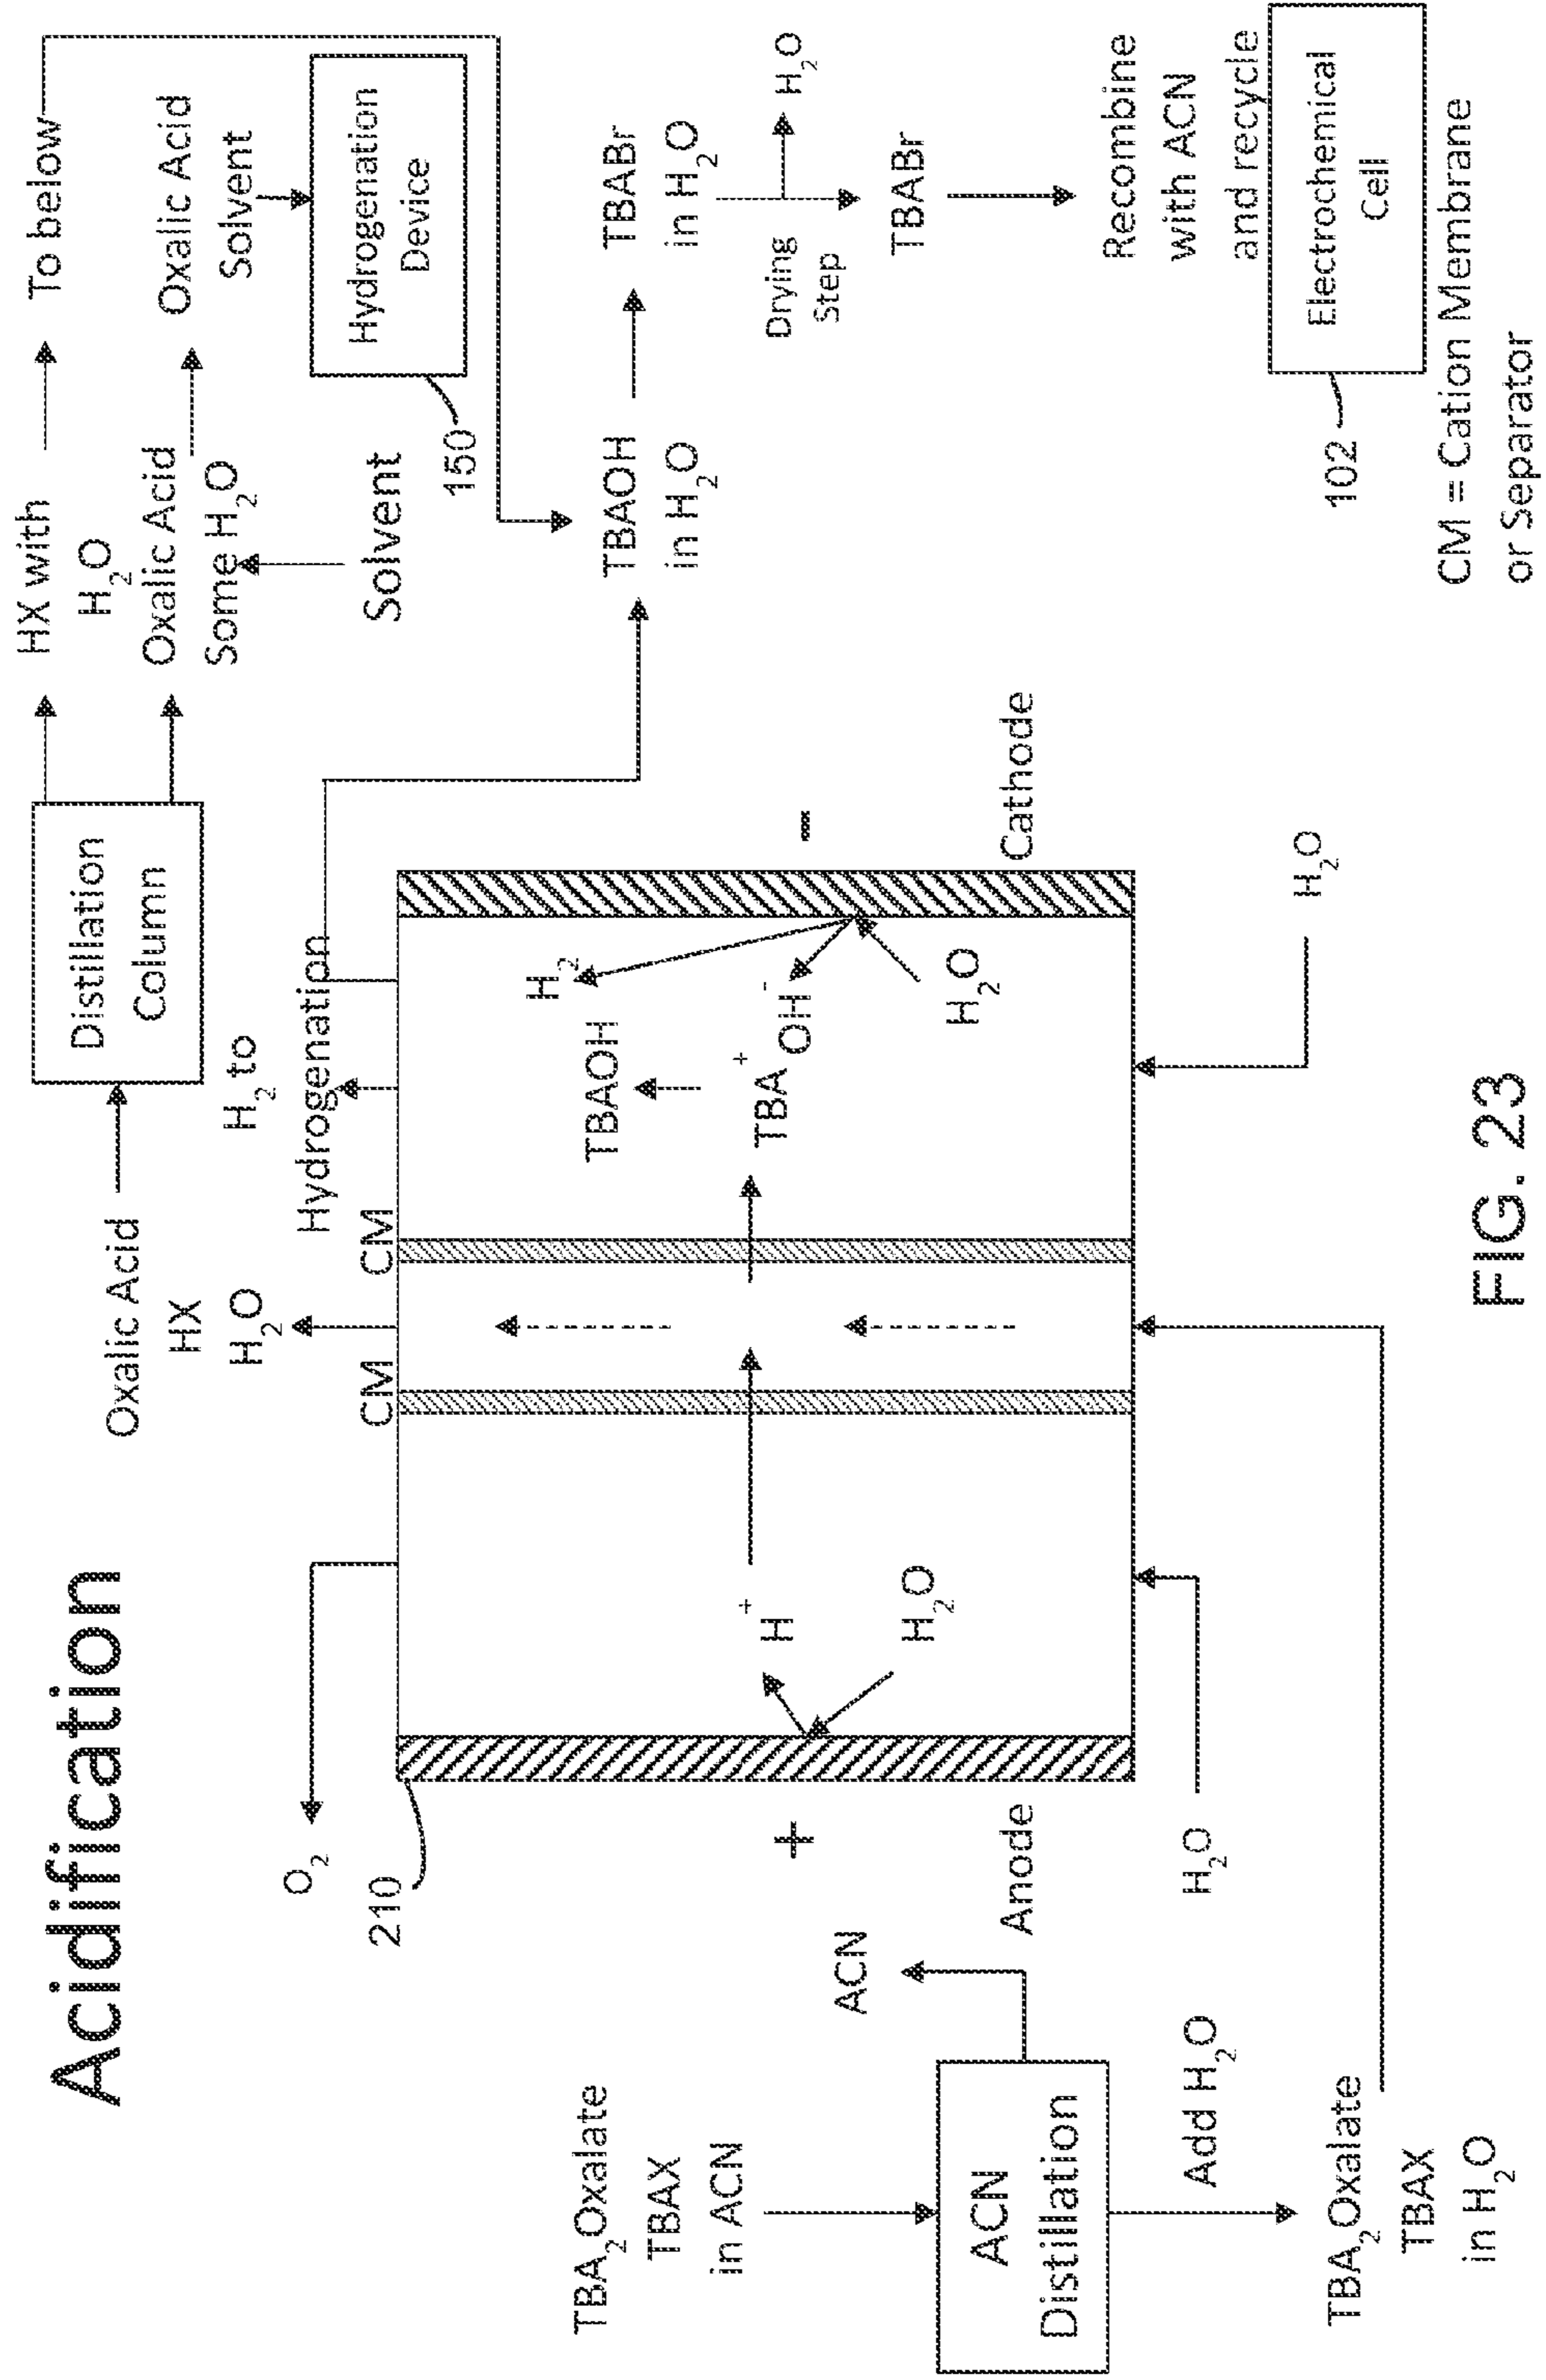 Acidification
TBA2Oxalate
TBAX
in ACN
ACN
Distillation
ACN
Add H2O
TBA2Oxalate
TBAX
in H2O
O2
210
+
Anode
H2O
H+
H2O
CM
CM
Oxalic Acid
HX
H2O
H2 to
Hydrogenation
H2
TBAOH
TBA+
OH-
H2O
-
Cathode
H2O
Distillation
Column
HX with
H2O
Oxalic Acid
Some H2O
Solvent
To below
Oxalic Acid
Solvent
Hydrogenation
Device
150
TBAOH
in H2O
TBABr
in H2O
Drying
Step
H2O
TBABr
Recombine
with ACN
and recycle
Electrochemical
Cell
102
CM = Cation Membrane
or Separator
FIG. 23